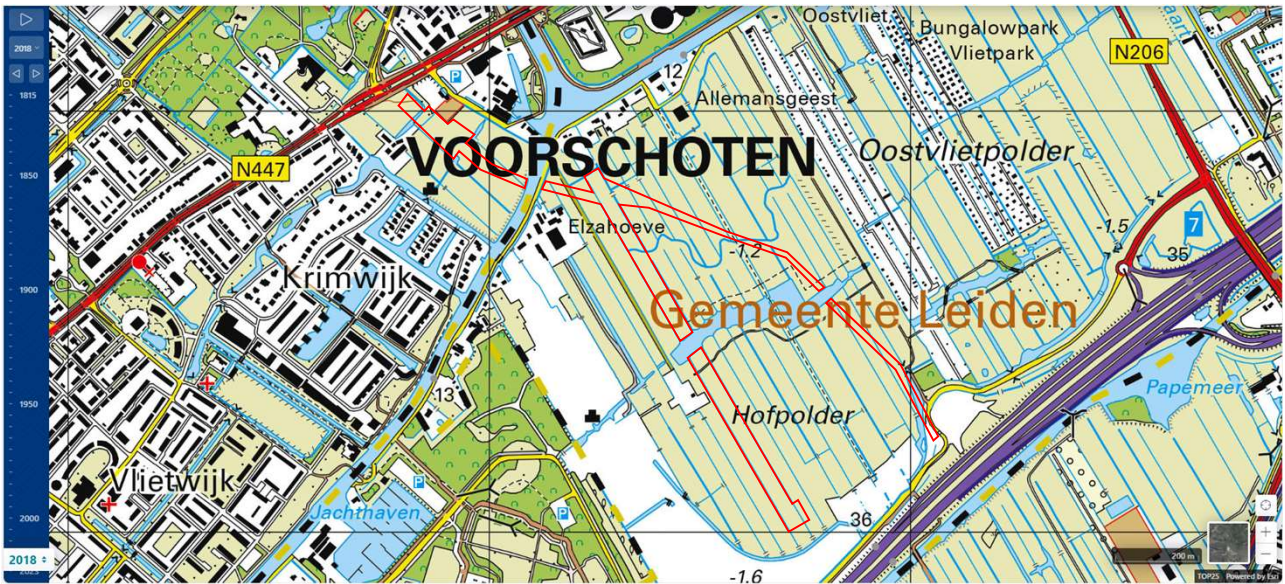 2018
1815
1850
1900
1950
2000
2018
2023
Oostvliet
Bungalowpark
Vlietpark
N206
12
Allemansgeest
P
VOORSCHOTEN
Oostvlietpolder
N447
Elzahoeve
-1.2
-1.5
7
35
Krimwijk
Gemeente Leiden
Papemeer
13
Hofpolder
Vlietwijk
P
P
Jachthaven
36
-1.6
200 m
TOP25 Powered by Esri